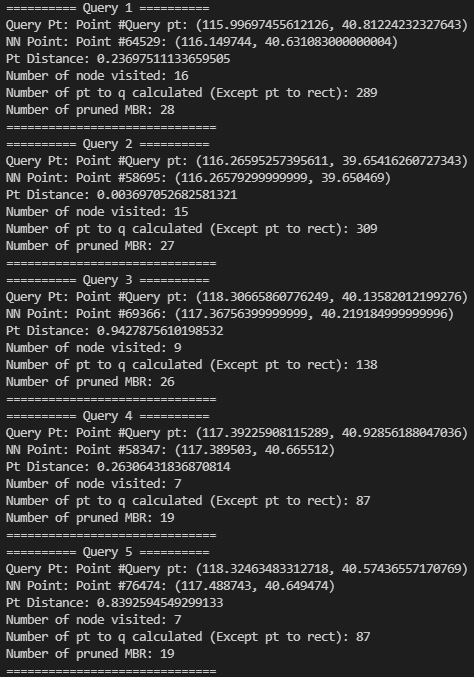 ========== Query 1 ==========
Query Pt: Point #Query pt: (115.99697455612126, 40.81224232327643)
NN Point: Point #64529: (116.149744, 40.631083000000004)
Pt Distance: 0.23697511133659505
Number of node visited: 16
Number of pt to q calculated (Except pt to rect): 289
Number of pruned MBR: 28
==============================
========== Query 2 ==========
Query Pt: Point #Query pt: (116.26595257395611, 39.65416260727343)
NN Point: Point #58695: (116.26579299999999, 39.650469)
Pt Distance: 0.003697052682581321
Number of node visited: 15
Number of pt to q calculated (Except pt to rect): 309
Number of pruned MBR: 27
==============================
========== Query 3 ==========
Query Pt: Point #Query pt: (118.30665860776249, 40.13582012199276)
NN Point: Point #69366: (117.36756399999999, 40.219184999999996)
Pt Distance: 0.9427875610198532
Number of node visited: 9
Number of pt to q calculated (Except pt to rect): 138
Number of pruned MBR: 26
==============================
========== Query 4 ==========
Query Pt: Point #Query pt: (117.39225908115289, 40.92856188047036)
NN Point: Point #58347: (117.389503, 40.665512)
Pt Distance: 0.26306431836870814
Number of node visited: 7
Number of pt to q calculated (Except pt to rect): 87
Number of pruned MBR: 19
==============================
========== Query 5 ==========
Query Pt: Point #Query pt: (118.32463483312718, 40.57436557170769)
NN Point: Point #76474: (117.488743, 40.649474)
Pt Distance: 0.8392594549299133
Number of node visited: 7
Number of pt to q calculated (Except pt to rect): 87
Number of pruned MBR: 19
==============================